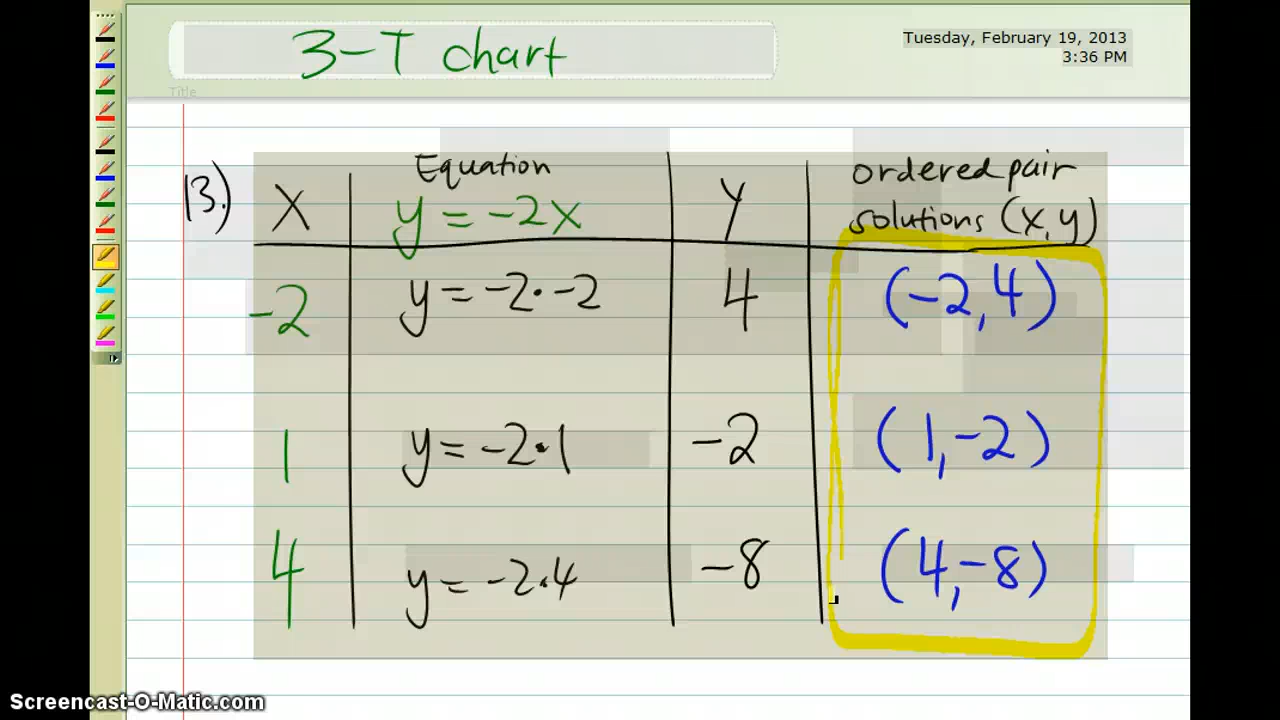 3-T chart
Tuesday, February 19, 2013
3:36 PM
Title
13.) X Equation y = -2x Y ordered pair solutions (x,y)
-2 y = -2·-2 4 (-2,4)
1 y = -2·1 -2 (1,-2)
4 y = -2·4 -8 (4,-8)
Screencast-O-Matic.com